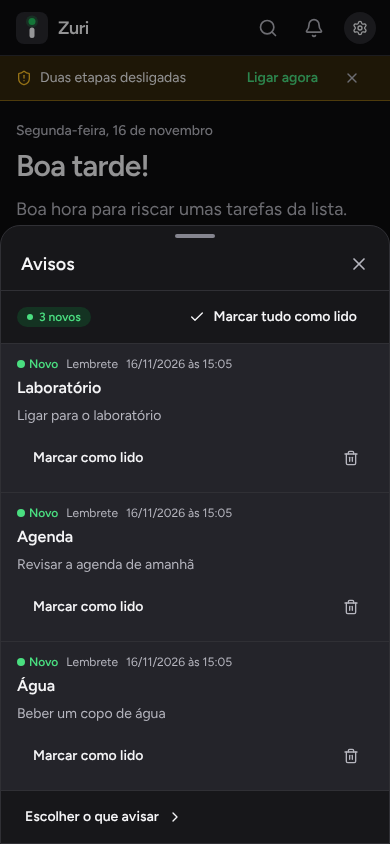 Zuri
Duas etapas desligadas Ligar agora
Segunda-feira, 16 de novembro
Boa tarde!
Boa hora para riscar umas tarefas da lista.
Avisos
3 novos Marcar tudo como lido
Novo Lembrete 16/11/2026 às 15:05
Laboratório
Ligar para o laboratório
Marcar como lido
Novo Lembrete 16/11/2026 às 15:05
Agenda
Revisar a agenda de amanhã
Marcar como lido
Novo Lembrete 16/11/2026 às 15:05
Água
Beber um copo de água
Marcar como lido
Escolher o que avisar